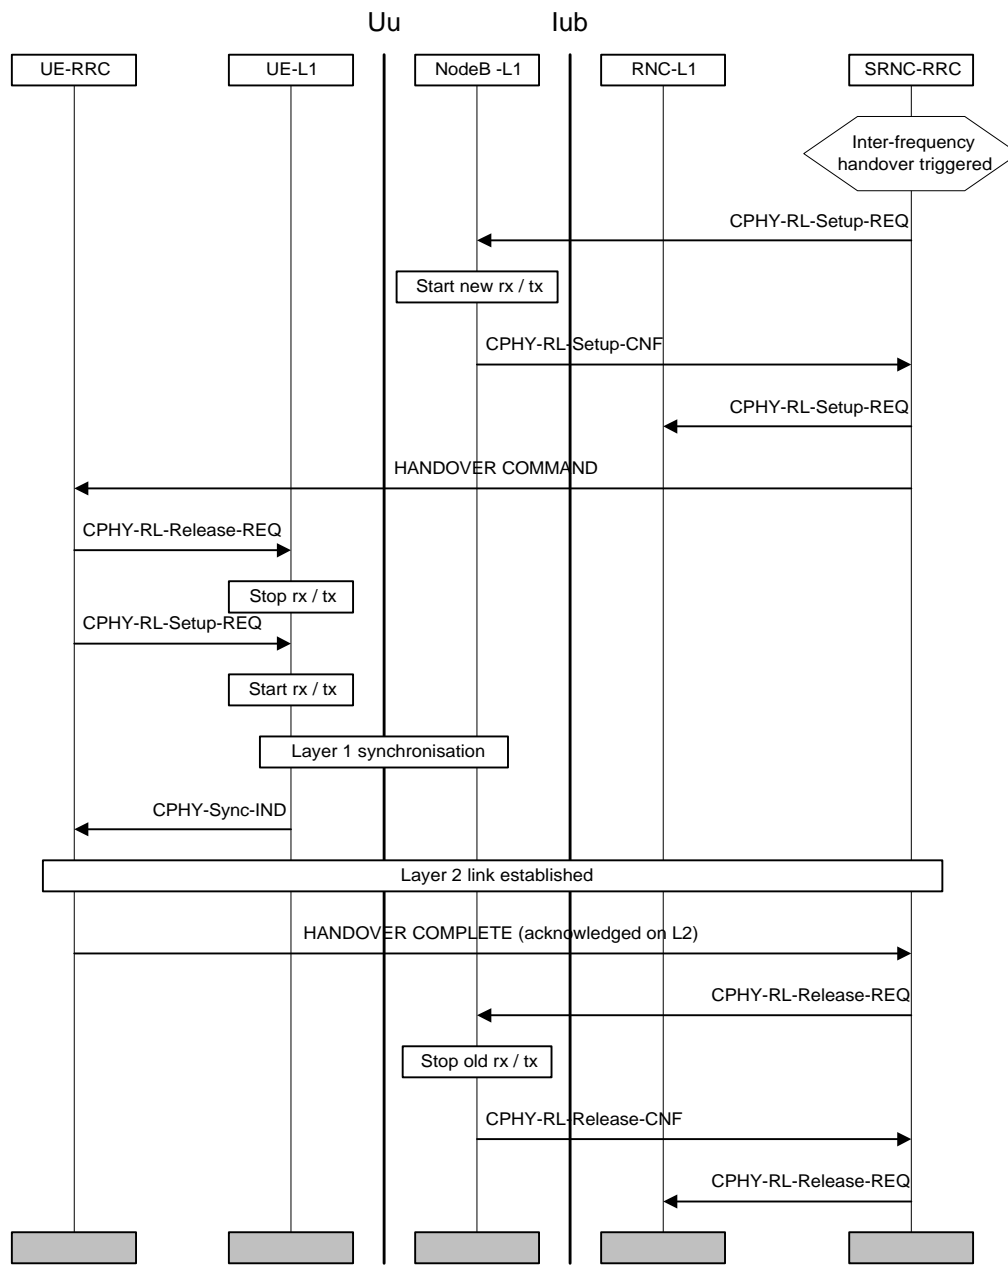 Uu
Iub
UE-RRC
UE-L1
NodeB -L1
RNC-L1
SRNC-RRC
Inter-frequency
handover triggered
CPHY-RL-Setup-REQ
Start new rx / tx
CPHY-RL-Setup-CNF
CPHY-RL-Setup-REQ
HANDOVER COMMAND
CPHY-RL-Release-REQ
Stop rx / tx
CPHY-RL-Setup-REQ
Start rx / tx
Layer 1 synchronisation
CPHY-Sync-IND
Layer 2 link established
HANDOVER COMPLETE (acknowledged on L2)
CPHY-RL-Release-REQ
Stop old rx / tx
CPHY-RL-Release-CNF
CPHY-RL-Release-REQ